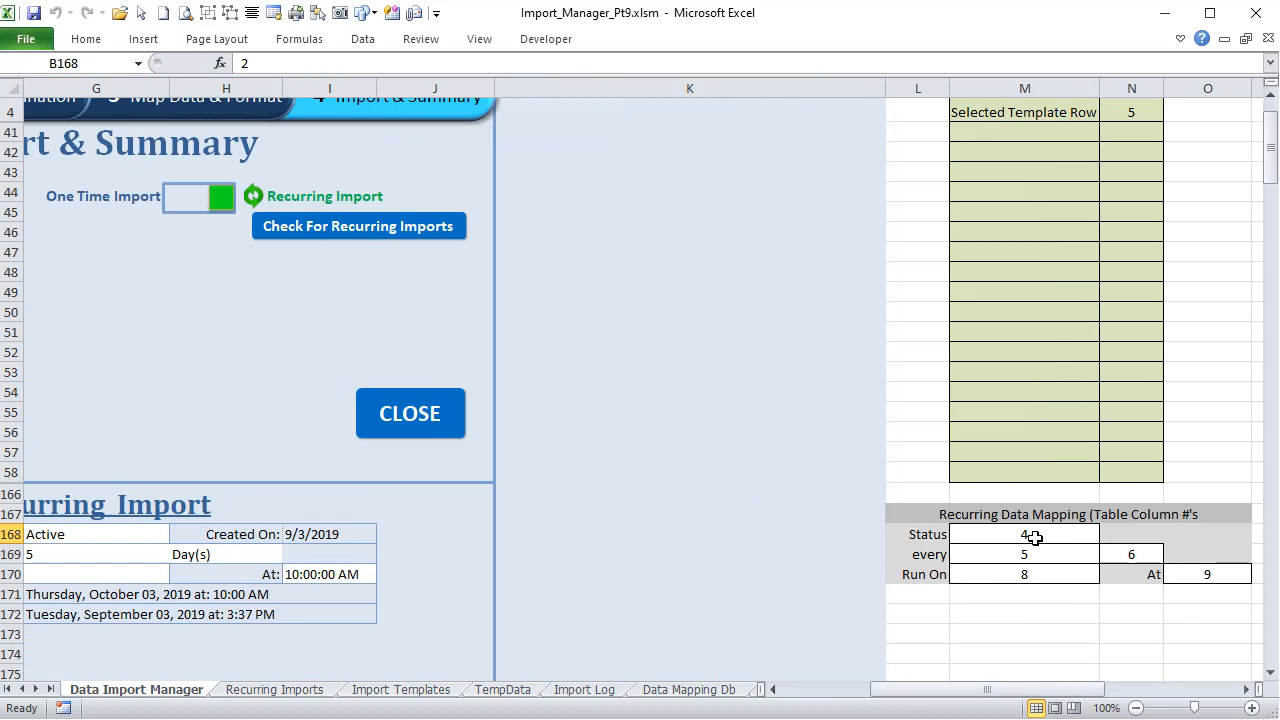 Import_Manager_Pt9.xlsm - Microsoft Excel
File Home Insert Page Layout Formulas Data Review View Developer
B168 fx 2
G H I J K L M N O
4 Map Data & Format Import & Summary Selected Template Row 5
41
42 rt & Summary
43
44 One Time Import Recurring Import
45
46 Check For Recurring Imports
47
48
49
50
51
52
53
54
55 CLOSE
56
57
58
166
167 urring Import Recurring Data Mapping (Table Column #'s
168 Active Created On: 9/3/2019 Status 4
169 5 Day(s) every 5 6
170 At: 10:00:00 AM Run On 8 At 9
171 Thursday, October 03, 2019 at: 10:00 AM
172 Tuesday, September 03, 2019 at: 3:37 PM
173
174
175
Data Import Manager Recurring Imports Import Templates TempData Import Log Data Mapping Db
Ready 100%